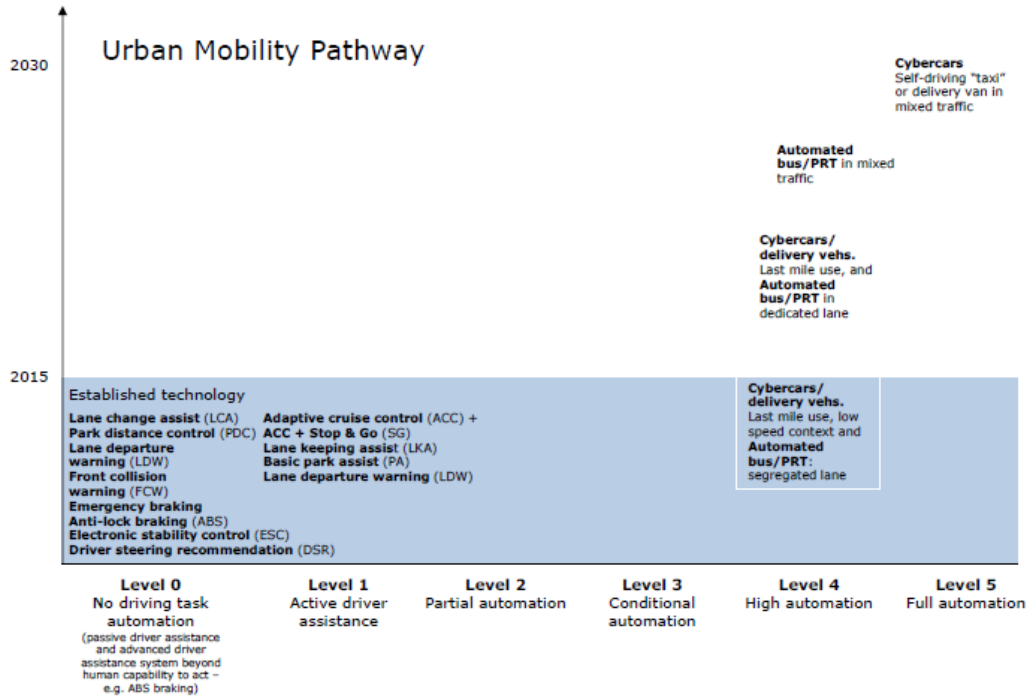 Urban Mobility Pathway
2030
Cybercars
Self-driving "taxi"
or delivery van in
mixed traffic
Automated
bus/PRT in mixed
traffic
Cybercars/
delivery vehs.
Last mile use, and
Automated
bus/PRT in
dedicated lane
2015
Established technology
Lane change assist (LCA)
Park distance control (PDC)
Lane departure
warning (LDW)
Front collision
warning (FCW)
Emergency braking
Anti-lock braking (ABS)
Electronic stability control (ESC)
Driver steering recommendation (DSR)
Adaptive cruise control (ACC) +
ACC + Stop & Go (SG)
Lane keeping assist (LKA)
Basic park assist (PA)
Lane departure warning (LDW)
Cybercars/
delivery vehs.
Last mile use, low
speed context and
Automated
bus/PRT:
segregated lane
Level 0
No driving task
automation
(passive driver assistance
and advanced driver
assistance system beyond
human capability to act –
e.g. ABS braking)
Level 1
Active driver
assistance
Level 2
Partial automation
Level 3
Conditional
automation
Level 4
High automation
Level 5
Full automation